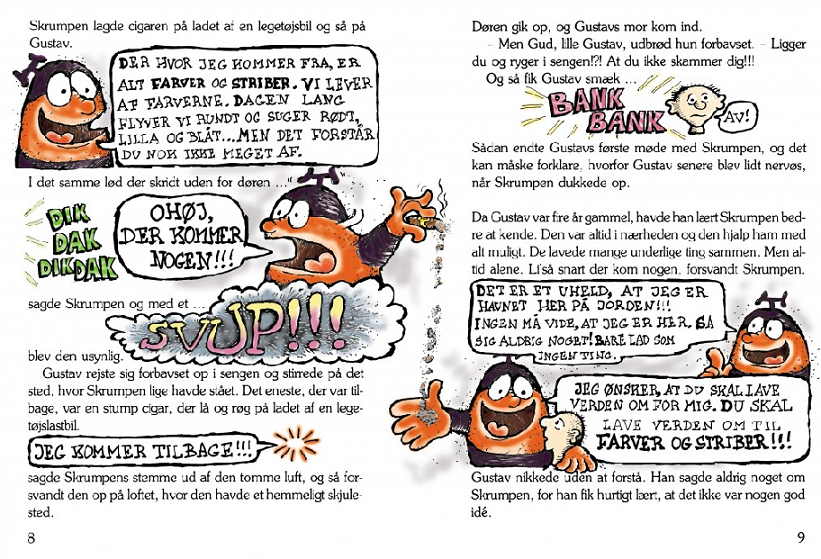 Skrumpen lagde cigaren på ladet af en legetøjsbil og så på
Gustav.
DER HVOR JEG KOMMER FRA, ER
ALT FARVER OG STRIBER. VI LEVER
AF FARVERNE. DAGEN LANG
FLYVER VI RUNDT OG SUGER RØDT,
LILLA OG BLÅT...MEN DET FORSTÅR
DU NOK IKKE MEGET AF.
I det samme lød der skridt uden for døren ...
DIK
DAK
DIKDAK
OHØJ,
DER KOMMER
NOGEN!!!
sagde Skrumpen og med et ...
SVUP!!!
blev den usynlig.
Gustav rejste sig forbavset op i sengen og stirrede på det
sted, hvor Skrumpen lige havde stået. Det eneste, der var til-
bage, var en stump cigar, der lå og røg på ladet af en lege-
tøjslastbil.
JEG KOMMER TILBAGE!!!
sagde Skrumpens stemme ud af den tomme luft, og så for-
svandt den op på loftet, hvor den havde et hemmeligt skjule-
sted.
8
Døren gik op, og Gustavs mor kom ind.
- Men Gud, lille Gustav, udbrød hun forbavset. - Ligger
du og ryger i sengen!?! At du ikke skammer dig!!!
Og så fik Gustav smæk ...
BANK
BANK
AV!
Sådan endte Gustavs første møde med Skrumpen, og det
kan måske forklare, hvorfor Gustav senere blev lidt nervøs,
når Skrumpen dukkede op.
Da Gustav var fire år gammel, havde han lært Skrumpen bed-
re at kende. Den var altid i nærheden og den hjalp ham med
alt muligt. De lavede mange underlige ting sammen. Men al-
tid alene. Li'så snart der kom nogen, forsvandt Skrumpen.
DET ER ET UHELD, AT JEG ER
HAVNET HER PÅ JORDEN!!!
INGEN MÅ VIDE, AT JEG ER HER. SÅ
SIG ALDRIG NOGET! BARE LAD SOM
INGEN TING.
JEG ØNSKER, AT DU SKAL LAVE
VERDEN OM FOR MIG. DU SKAL
LAVE VERDEN OM TIL
FARVER OG STRIBER!!!
Gustav nikkede uden at forstå. Han sagde aldrig noget om
Skrumpen, for han fik hurtigt lært, at det ikke var nogen god
idé.
9